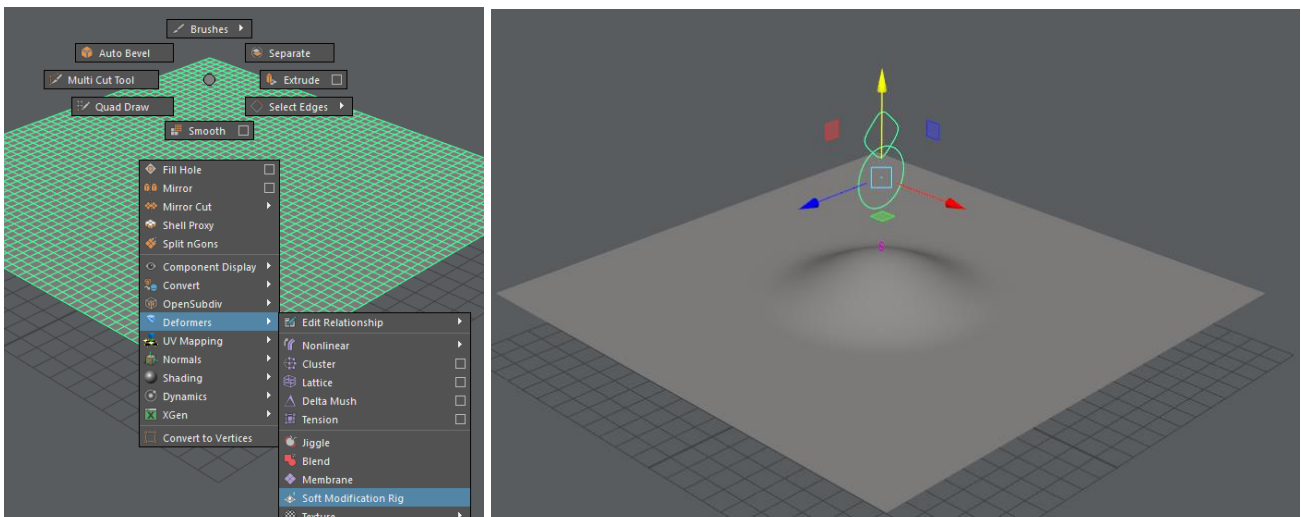 Brushes
Auto Bevel
Separate
Multi Cut Tool
Extrude
Quad Draw
Select Edges
Smooth
Fill Hole
Mirror
Mirror Cut
Shell Proxy
Split nGons
Component Display
Convert
OpenSubdiv
Deformers
UV Mapping
Normals
Shading
Dynamics
XGen
Convert to Vertices
Edit Relationship
Nonlinear
Cluster
Lattice
Delta Mush
Tension
Jiggle
Blend
Membrane
Soft Modification Rig
Texture
S